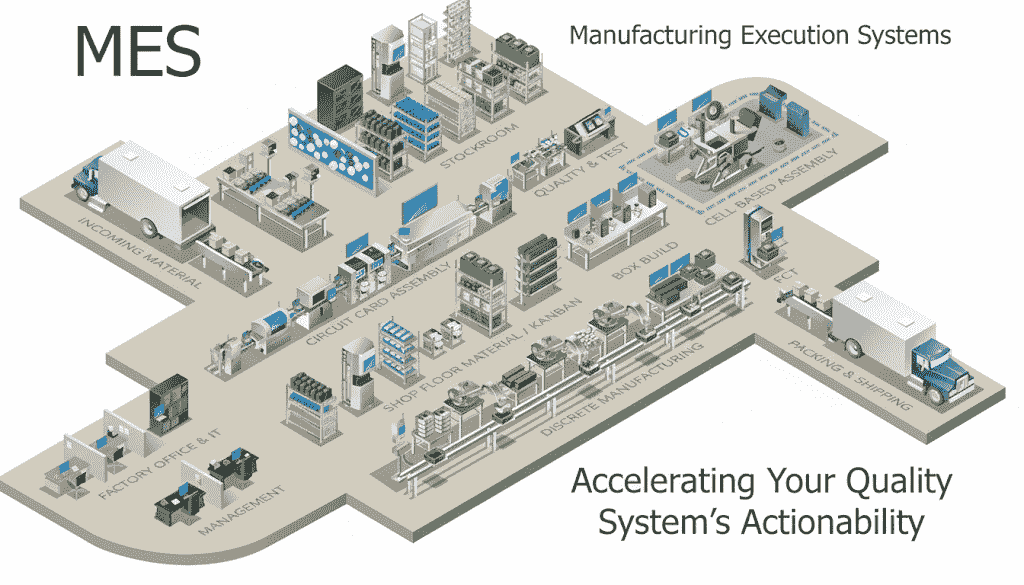 MES
Manufacturing Execution Systems
STOCKROOM
QUALITY & TEST
CELL BASED ASSEMBLY
INCOMING MATERIAL
CIRCUIT CARD ASSEMBLY
BOX BUILD
FCT
SHOP FLOOR MATERIAL / KANBAN
DISCRETE MANUFACTURING
PACKING & SHIPPING
FACTORY OFFICE & IT
MANAGEMENT
Accelerating Your Quality
System’s Actionability